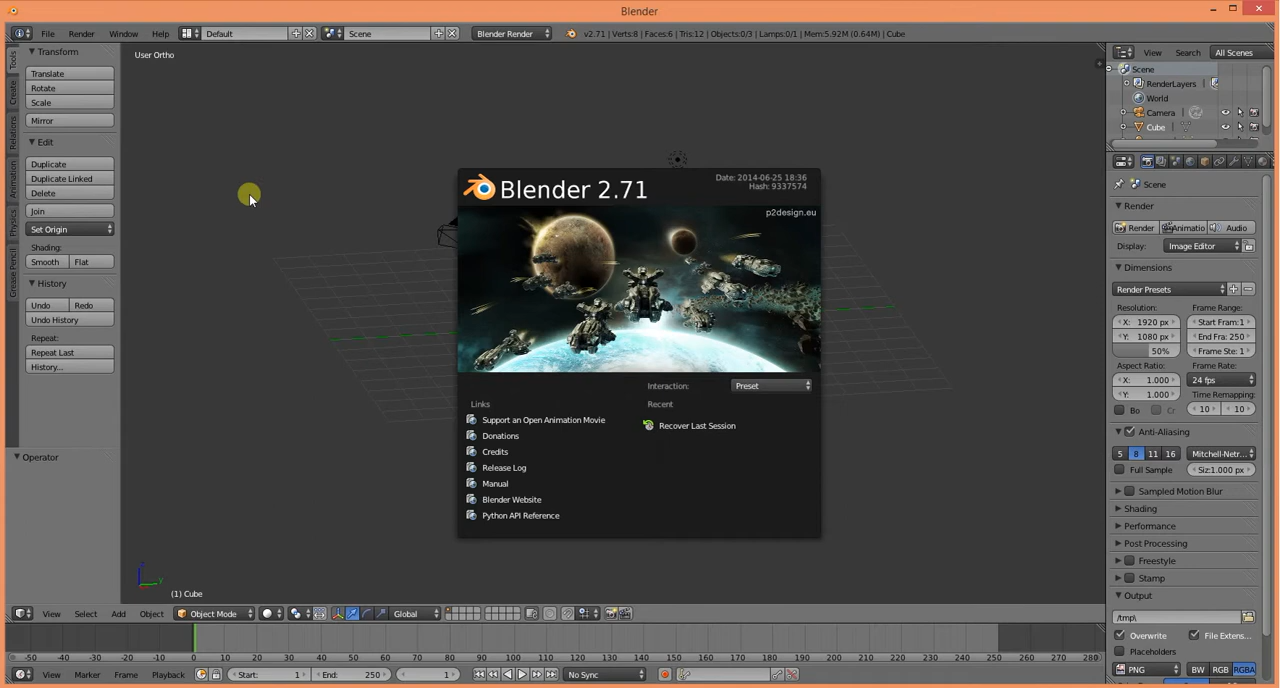 Blender
File Render Window Help Default Scene Blender Render v2.71 | Verts:8 | Faces:6 | Tris:12 | Objects:0/3 | Lamps:0/1 | Mem:5.92M (0.64M) | Cube
Tools
Create
Relations
Animation
Physics
Grease Pencil
Transform
Translate
Rotate
Scale
Mirror
Edit
Duplicate
Duplicate Linked
Delete
Join
Set Origin
Shading:
Smooth Flat
History
Undo Redo
Undo History
Repeat:
Repeat Last
History...
Operator
User Ortho
Blender 2.71
Date: 2014-06-25 18:36
Hash: 9337574
p2design.eu
Interaction: Preset
Links
Support an Open Animation Movie
Donations
Credits
Release Log
Manual
Blender Website
Python API Reference
Recent
Recover Last Session
z
y
(1) Cube
View Select Add Object Object Mode Global
-50 -40 -30 -20 -10 0 10 20 30 40 50 60 70 80 90 100 110 120 130 140 150 160 170 180 190 200 210 220 230 240 250 260 270 280
View Marker Frame Playback Start: 1 End: 250 1 No Sync
View Search All Scenes
Scene
RenderLayers
World
Camera
Cube
Scene
Render
Render Animatio Audio
Display: Image Editor
Dimensions
Render Presets
Resolution: Frame Range:
X: 1920 px Start Fram:1
Y: 1080 px End Fra: 250
50% Frame Ste: 1
Aspect Ratio: Frame Rate:
X: 1.000 24 fps
Y: 1.000 Time Remapping:
Bo Cr 10 10
Anti-Aliasing
5 8 11 16 Mitchell-Netr...
Full Sample Siz:1.000 px
Sampled Motion Blur
Shading
Performance
Post Processing
Freestyle
Stamp
Output
/tmp\
Overwrite File Extens...
Placeholders
PNG BW RGB RGBA